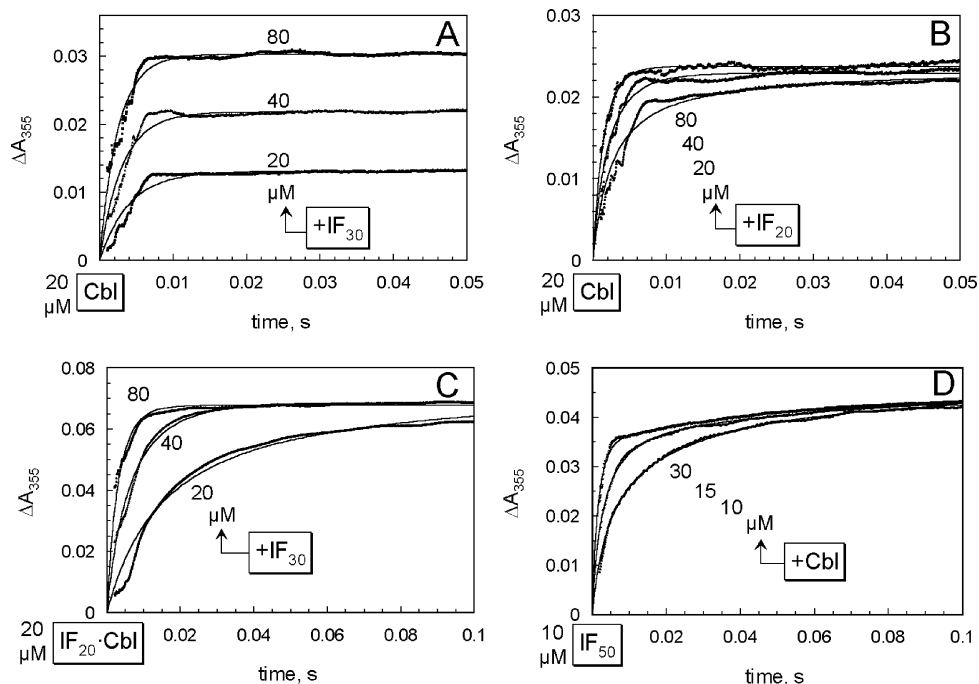 A
ΔA355
0.03
0.02
0.01
0
80
40
20
μM
+IF30
20 μM
Cbl
0.01 0.02 0.03 0.04 0.05
time, s
B
ΔA355
0.03
0.02
0.01
0
80
40
20
μM
+IF20
20 μM
Cbl
0.01 0.02 0.03 0.04 0.05
time, s
C
ΔA355
0.08
0.06
0.04
0.02
0
80
40
20
μM
+IF30
20 μM
IF20·Cbl
0.02 0.04 0.06 0.08 0.1
time, s
D
ΔA355
0.05
0.04
0.03
0.02
0.01
0
30
15
10
μM
+Cbl
10 μM
IF50
0.02 0.04 0.06 0.08 0.1
time, s